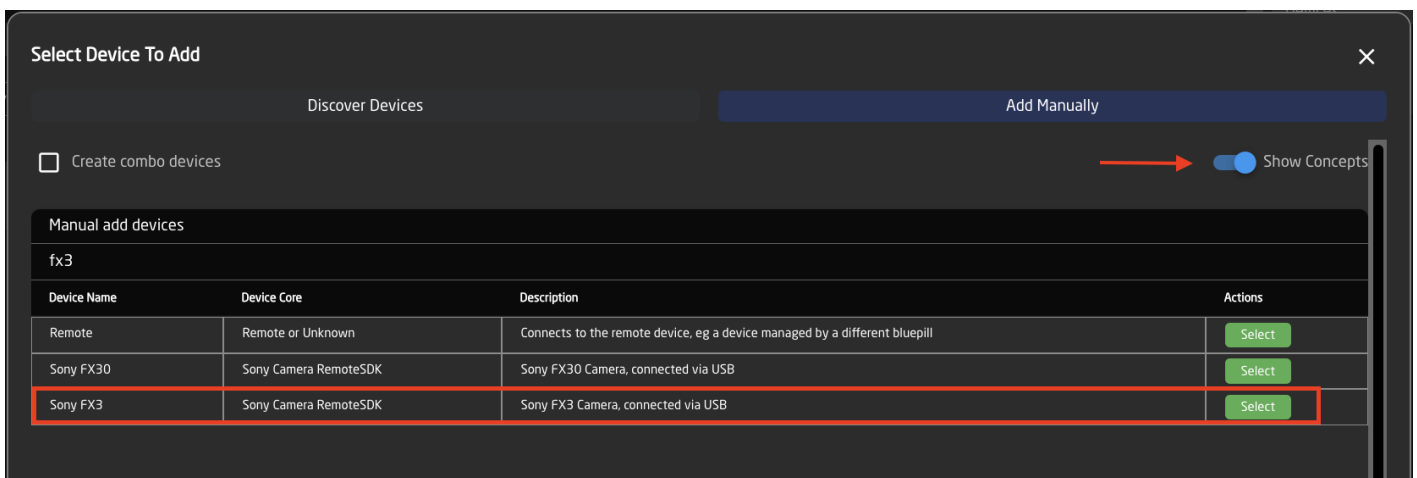 Select Device To Add
Discover Devices Add Manually
Create combo devices Show Concepts
Manual add devices
fx3
Device Name Device Core Description Actions
Remote Remote or Unknown Connects to the remote device, eg a device managed by a different bluepill Select
Sony FX30 Sony Camera RemoteSDK Sony FX30 Camera, connected via USB Select
Sony FX3 Sony Camera RemoteSDK Sony FX3 Camera, connected via USB Select